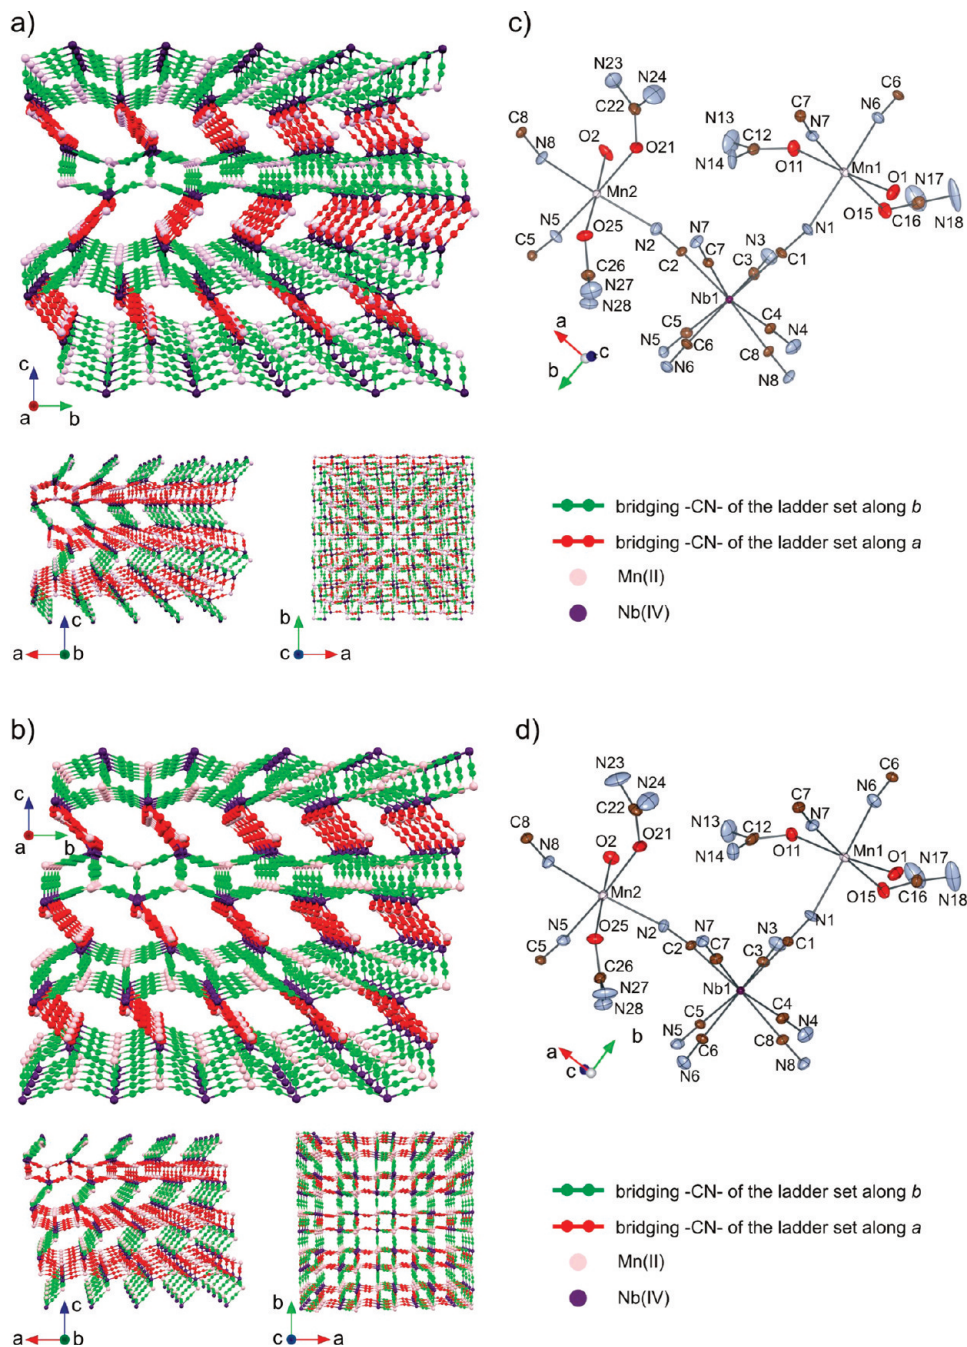 a)
c
a
b
c
a
b
b
c
a
bridging -CN- of the ladder set along b
bridging -CN- of the ladder set along a
Mn(II)
Nb(IV)
c)
N23
N24
C22
C8
N8
O2
O21
Mn2
N5
C5
O25
C26
N27
N28
N2
N7
C2
C7
N3
C3
C1
N1
Nb1
C5
N5
C6
N6
C4
N4
C8
N8
N13
N14
C12
O11
C7
N7
N6
C6
Mn1
O1
N17
O15
C16
N18
a
b
c
b)
c
a
b
c
a
b
b
c
a
bridging -CN- of the ladder set along b
bridging -CN- of the ladder set along a
Mn(II)
Nb(IV)
d)
N23
N24
C22
C8
N8
O2
O21
Mn2
N5
C5
O25
C26
N27
N28
N2
N7
C2
C7
N3
C3
C1
N1
Nb1
C5
N5
C6
N6
C4
N4
C8
N8
N13
N14
C12
O11
C7
N7
N6
C6
Mn1
O1
N17
O15
C16
N18
a
c
b